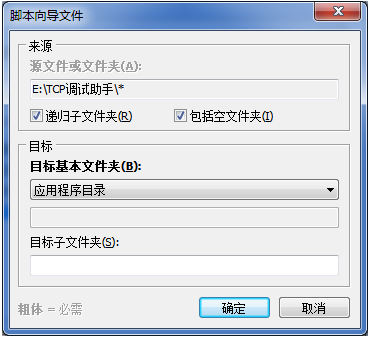 脚本向导文件
来源
源文件或文件夹(A):
E:\TCP调试助手\*
递归子文件夹(R) 包括空文件夹(I)
目标
目标基本文件夹(B):
应用程序目录
目标子文件夹(S):
粗体 = 必需 确定 取消